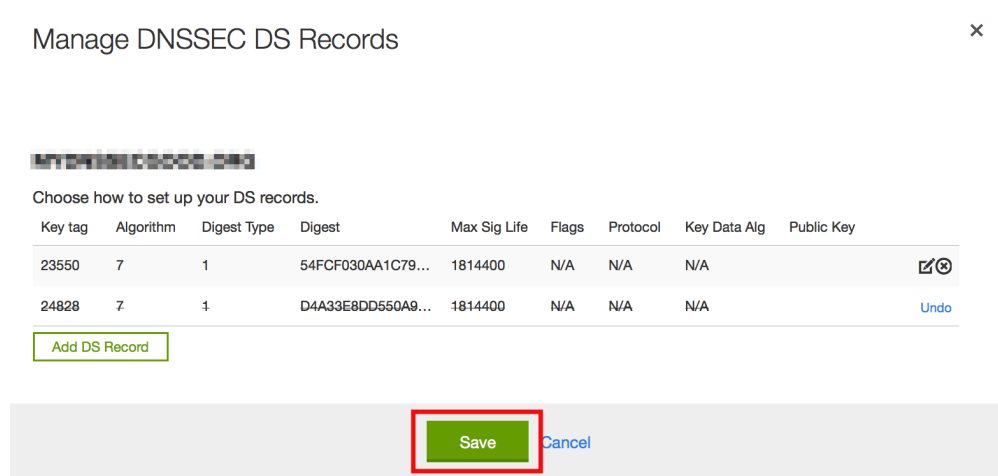 Manage DNSSEC DS Records
Choose how to set up your DS records.
Key tag Algorithm Digest Type Digest Max Sig Life Flags Protocol Key Data Alg Public Key
23550 7 1 54FCF030AA1C79... 1814400 N/A N/A N/A
24828 7 1 D4A33E8DD550A9... 1814400 N/A N/A N/A Undo
Add DS Record
Save Cancel